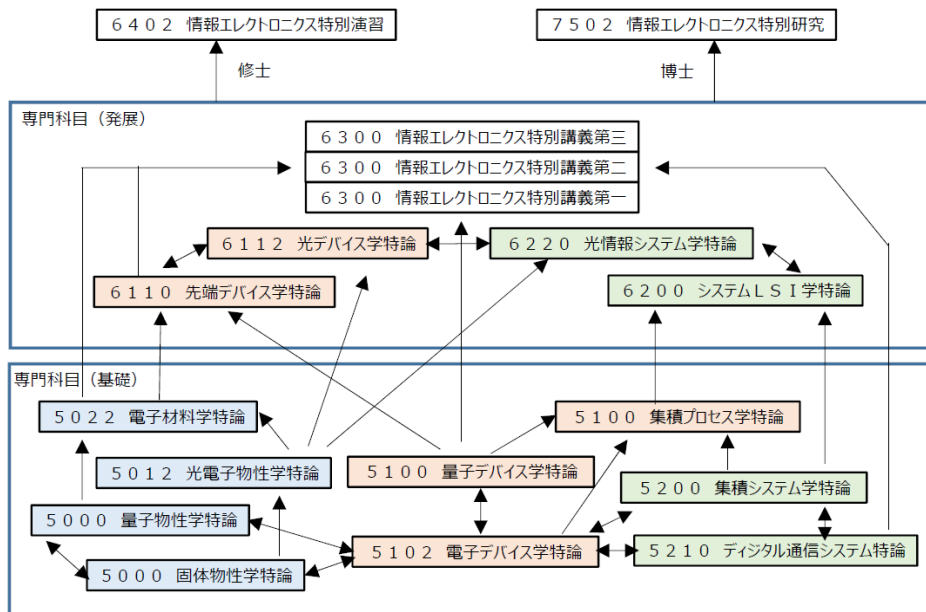 ６４０２ 情報エレクトロニクス特別演習
７５０２ 情報エレクトロニクス特別研究
修士
博士
専門科目（発展）
６３００ 情報エレクトロニクス特別講義第三
６３００ 情報エレクトロニクス特別講義第二
６３００ 情報エレクトロニクス特別講義第一
６１１２ 光デバイス学特論
６２２０ 光情報システム学特論
６１１０ 先端デバイス学特論
６２００ システムＬＳＩ学特論
専門科目（基礎）
５０２２ 電子材料学特論
５１００ 集積プロセス学特論
５０１２ 光電子物性学特論
５１００ 量子デバイス学特論
５２００ 集積システム学特論
５０００ 量子物性学特論
５１０２ 電子デバイス学特論
５２１０ ディジタル通信システム特論
５０００ 固体物性学特論